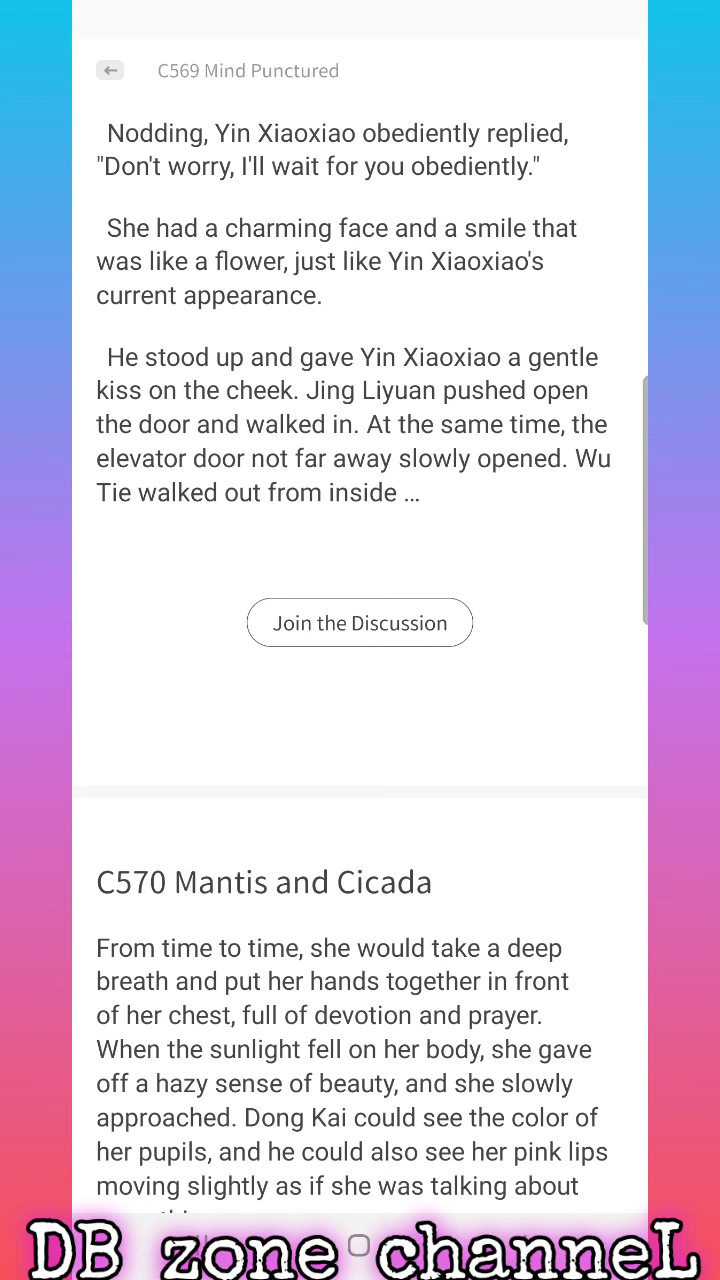 C569 Mind Punctured
Nodding, Yin Xiaoxiao obediently replied,
"Don't worry, I'll wait for you obediently."
She had a charming face and a smile that
was like a flower, just like Yin Xiaoxiao's
current appearance.
He stood up and gave Yin Xiaoxiao a gentle
kiss on the cheek. Jing Liyuan pushed open
the door and walked in. At the same time, the
elevator door not far away slowly opened. Wu
Tie walked out from inside ...
Join the Discussion
C570 Mantis and Cicada
From time to time, she would take a deep
breath and put her hands together in front
of her chest, full of devotion and prayer.
When the sunlight fell on her body, she gave
off a hazy sense of beauty, and she slowly
approached. Dong Kai could see the color of
her pupils, and he could also see her pink lips
moving slightly as if she was talking about
DB zone channeL